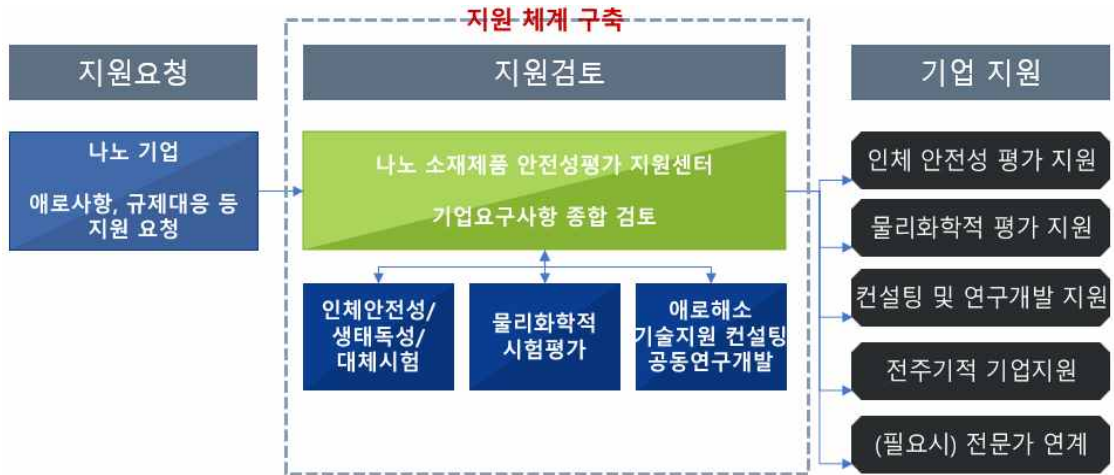 지원 체계 구축
지원요청
지원검토
기업 지원
나노 기업
애로사항, 규제대응 등
지원 요청
나노 소재제품 안전성평가 지원센터
기업요구사항 종합 검토
인체안전성/
생태독성/
대체시험
물리화학적
시험평가
애로해소
기술지원 컨설팅
공동연구개발
인체 안전성 평가 지원
물리화학적 평가 지원
컨설팅 및 연구개발 지원
전주기적 기업지원
(필요시) 전문가 연계